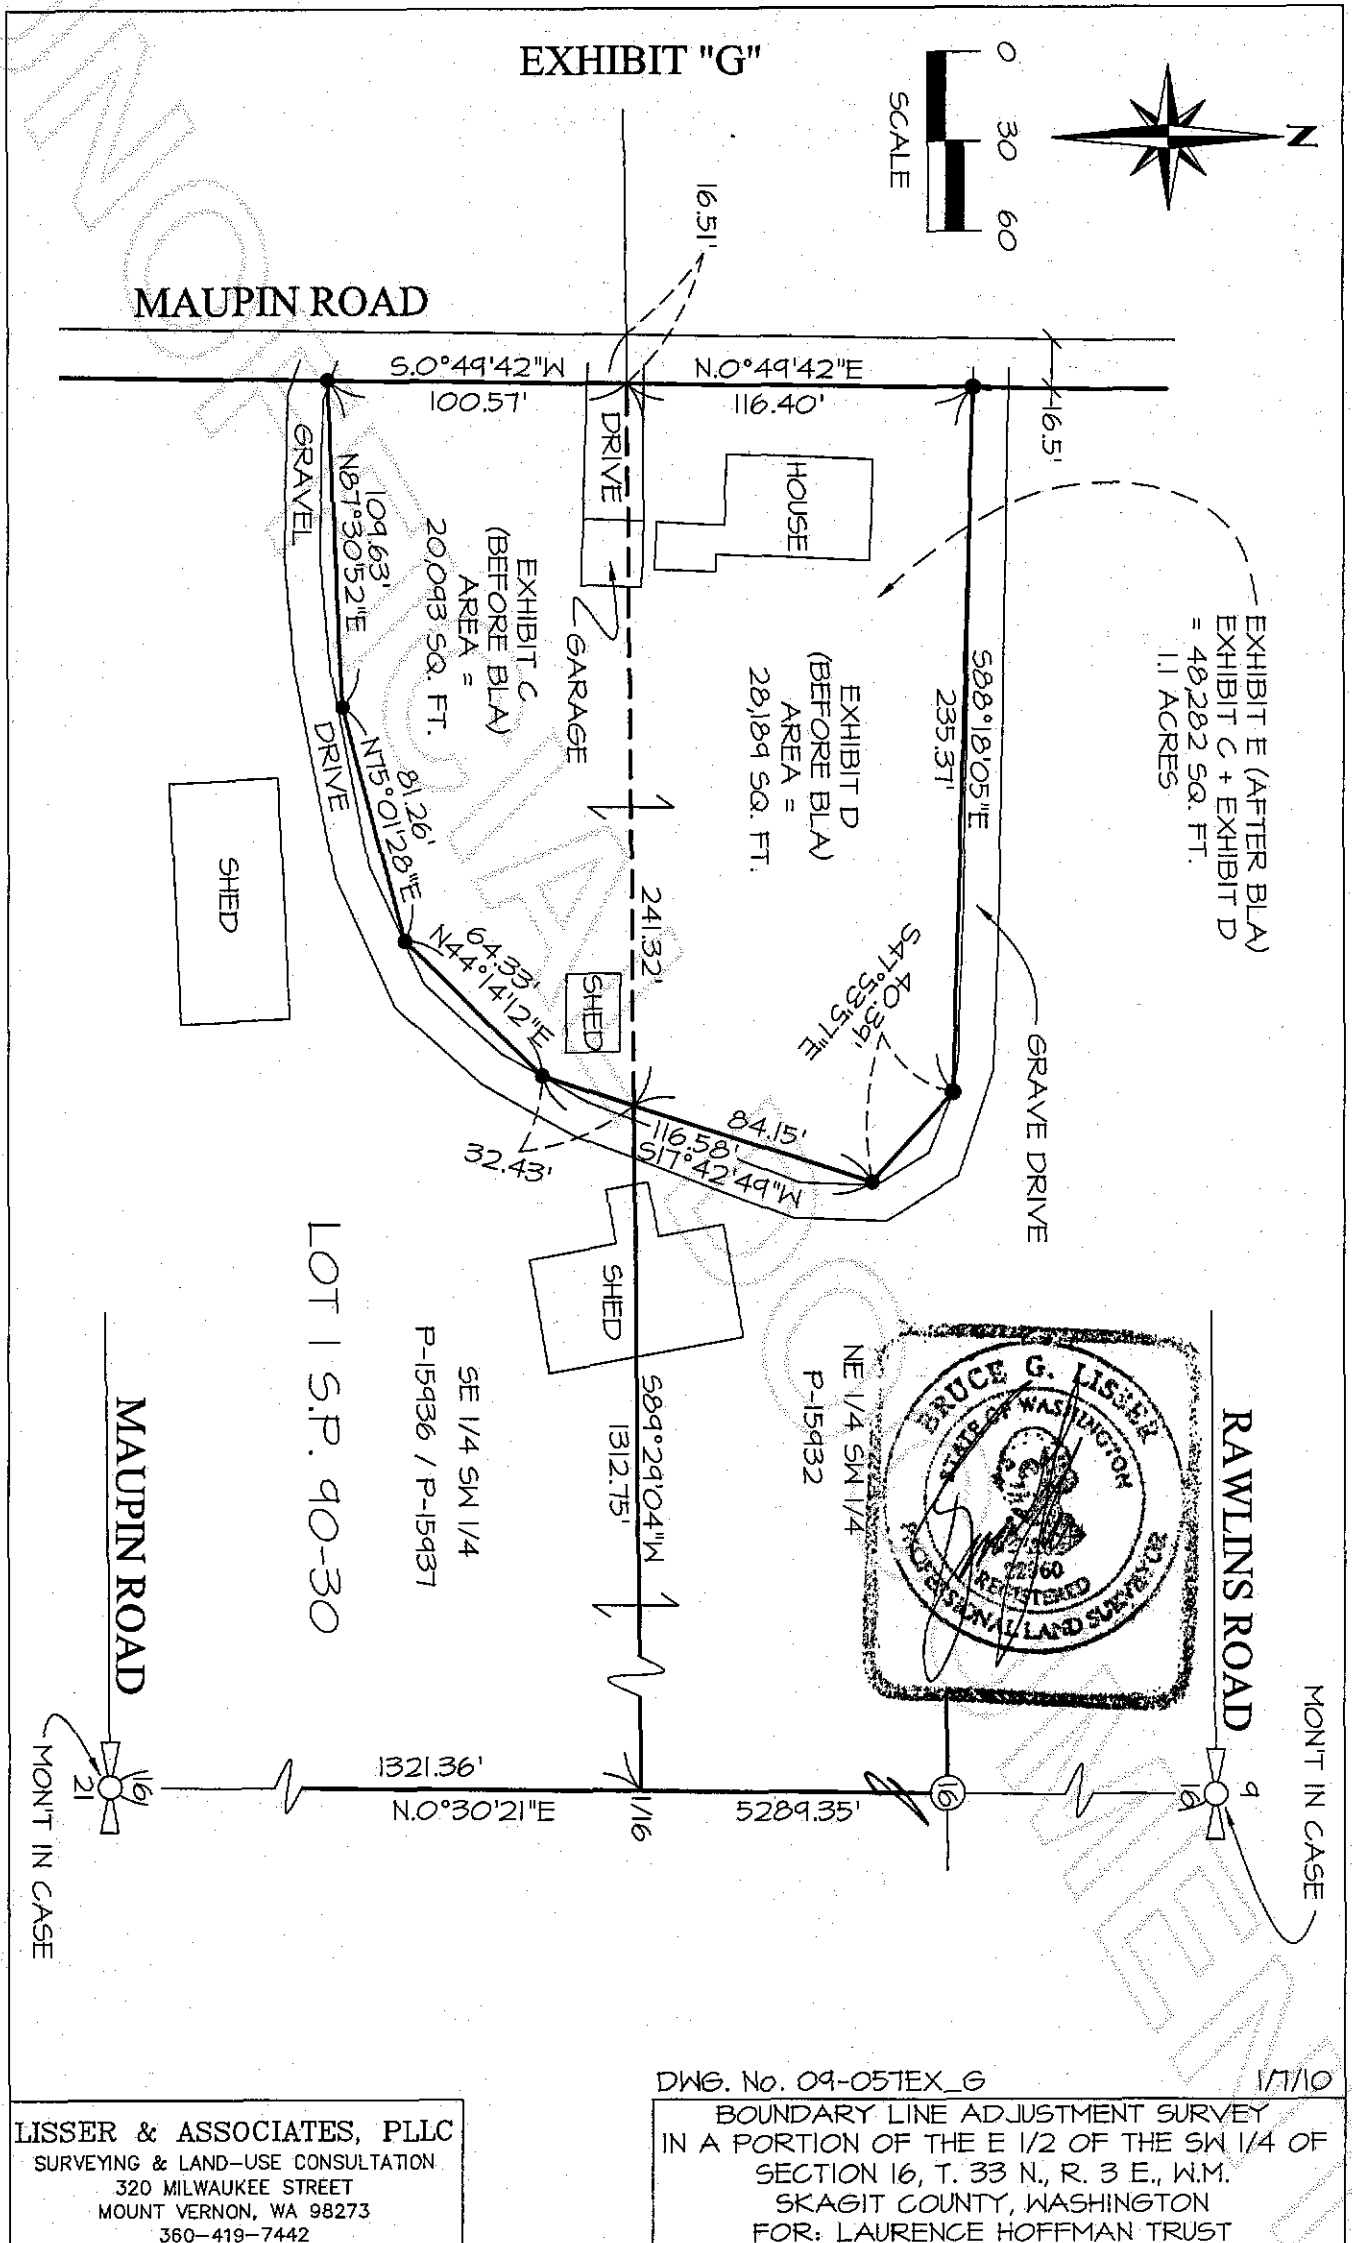 EXHIBIT "G"
N
0 30 60
SCALE
16.51'
MAUPIN ROAD
S.0°49'42"W
100.57'
N.0°49'42"E
116.40'
16.5'
EXHIBIT E (AFTER BLA)
EXHIBIT C + EXHIBIT D
= 48,282 SQ. FT.
1.1 ACRES
HOUSE
DRIVE
GARAGE
GRAVEL
DRIVE
109.63'
N87°30'52"E
EXHIBIT C
(BEFORE BLA)
AREA =
20,093 SQ. FT.
EXHIBIT D
(BEFORE BLA)
AREA =
28,189 SQ. FT.
S88°18'05"E
235.37'
81.26'
N75°01'28"E
SHED
64.33'
N44°14'12"E
SHED
241.32'
40.39'
S47°53'57"E
GRAVE DRIVE
32.43'
84.15'
116.58'
S17°42'49"W
SHED
S89°29'04"W
1312.75'
NE 1/4 SW 1/4
P-15932
SE 1/4 SW 1/4
P-15936 / P-15937
LOT 1 S.P. 90-30
BRUCE G. LISSER
STATE OF WASHINGTON
22960
REGISTERED
PROFESSIONAL LAND SURVEYOR
RAWLINS ROAD
MAUPIN ROAD
MON'T IN CASE
9
16
16
1321.36'
N.0°30'21"E
1/16
5289.35'
16
21
MON'T IN CASE
DWG. No. 09-057EX_G 1/7/10
BOUNDARY LINE ADJUSTMENT SURVEY
IN A PORTION OF THE E 1/2 OF THE SW 1/4 OF
SECTION 16, T. 33 N., R. 3 E., W.M.
SKAGIT COUNTY, WASHINGTON
FOR: LAURENCE HOFFMAN TRUST
LISSER & ASSOCIATES, PLLC
SURVEYING & LAND-USE CONSULTATION
320 MILWAUKEE STREET
MOUNT VERNON, WA 98273
360-419-7442
UNOFFICIAL DOCUMENT